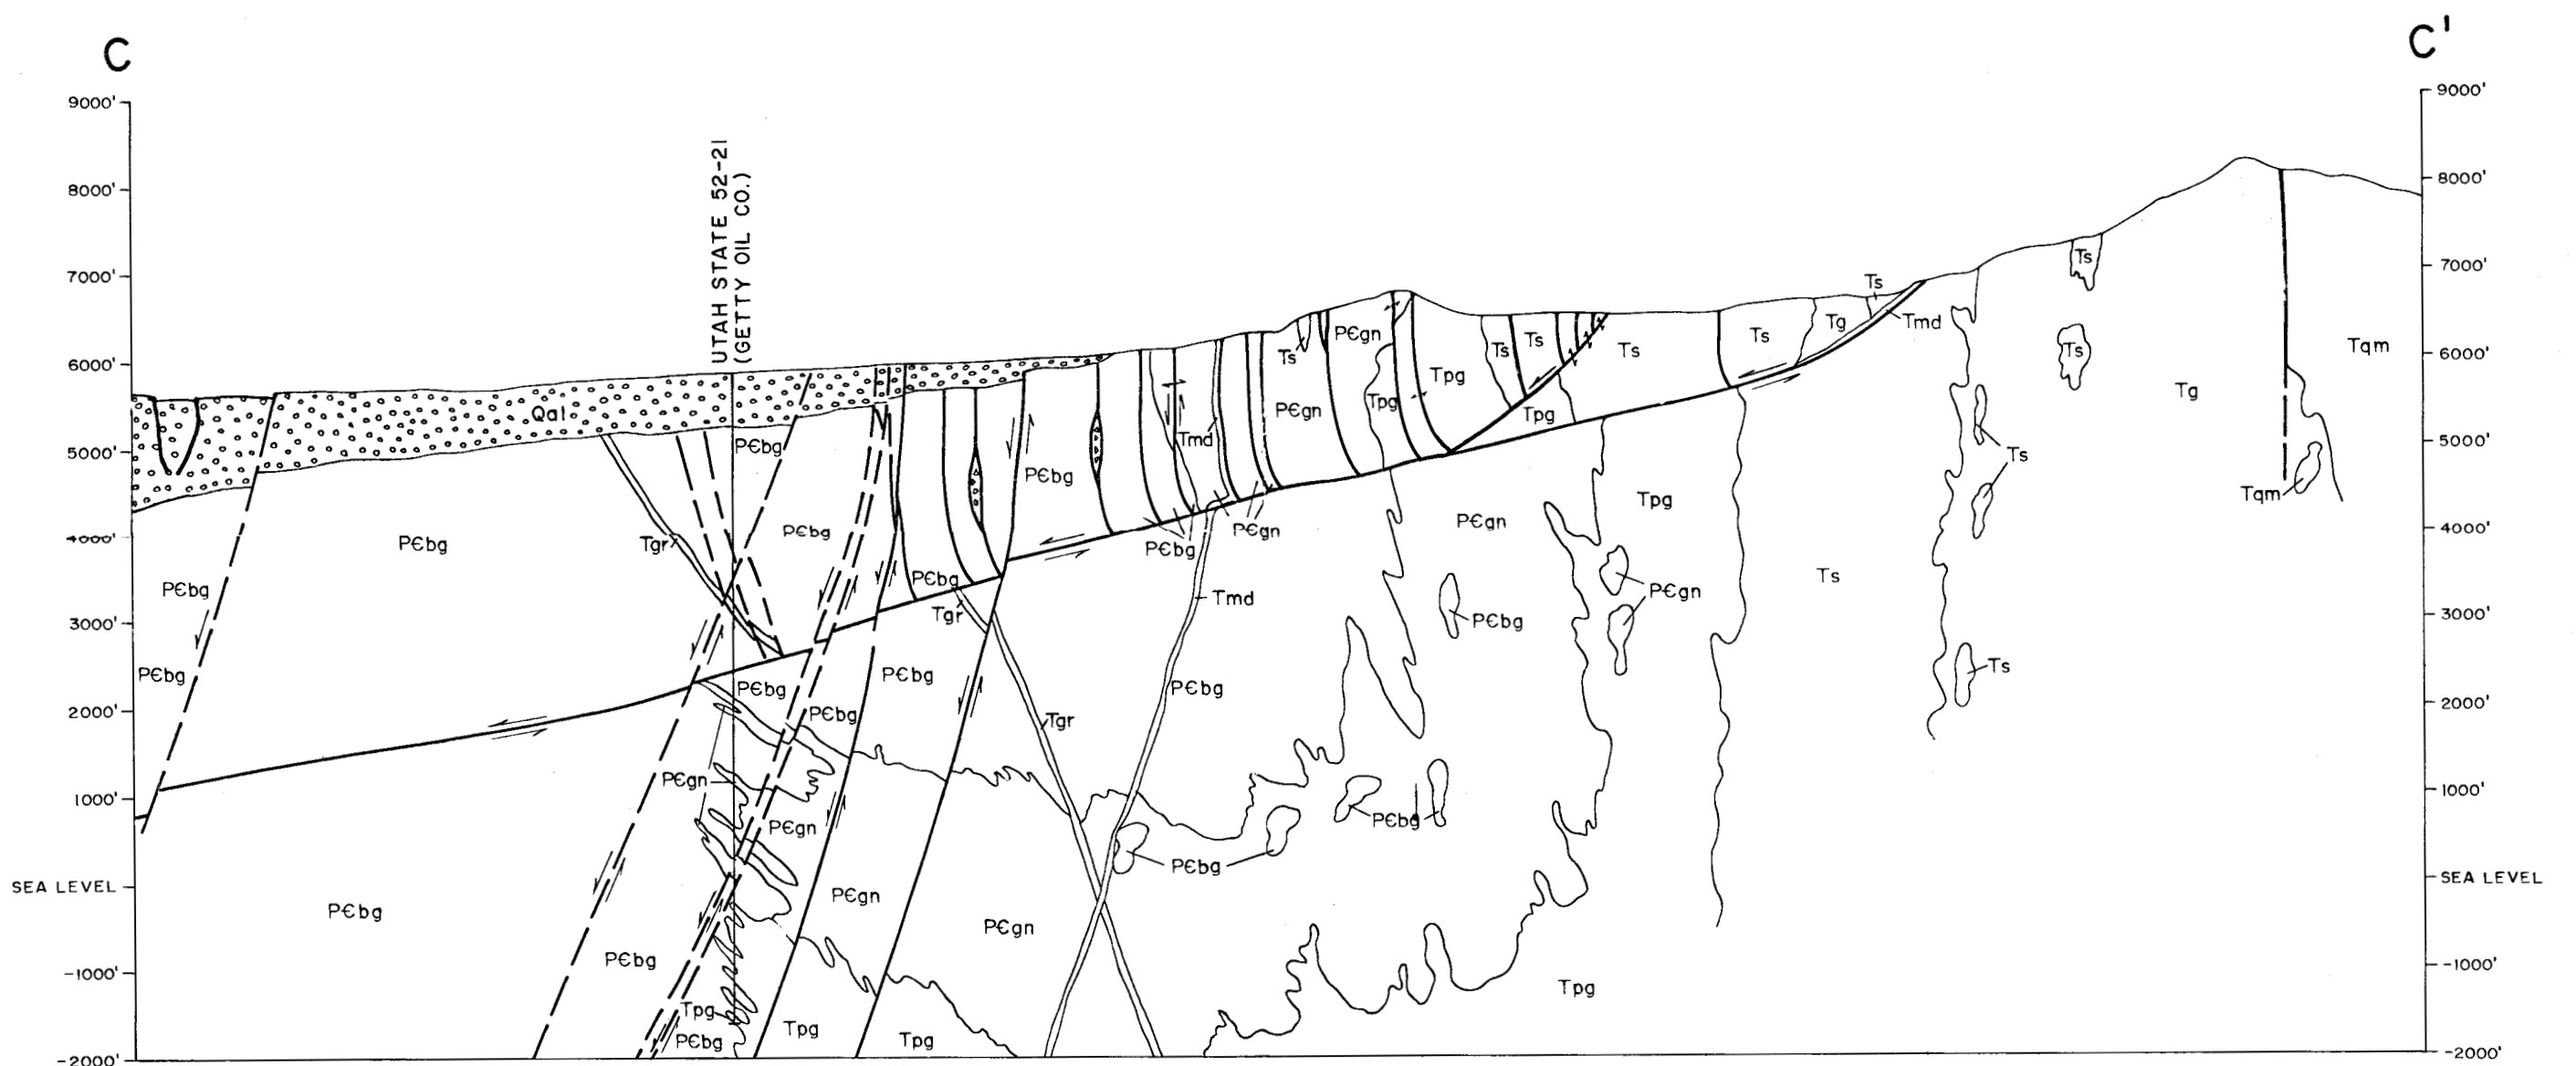 C
C'
9000'
8000'
7000'
6000'
5000'
4000'
3000'
2000'
1000'
SEA LEVEL
-1000'
-2000'
9000'
8000'
7000'
6000'
5000'
4000'
3000'
2000'
1000'
SEA LEVEL
-1000'
-2000'
UTAH STATE 52-21
(GETTY OIL CO.)
Ts
Ts
Tmd
Tg
Ts
Ts
Ts
Ts
Ts
PЄgn
Tqm
Ts
Tpg
Tg
Tpg
Tpg
PЄgn
Qal
Tmd
PЄbg
PЄbg
Ts
Tqm
Tpg
PЄgn
PЄgn
PЄbg
PЄbg
Tgr
PЄbg
PЄbg
Ts
PЄbg
PЄgn
Tmd
Tgr
PЄbg
Ts
PЄbg
PЄbg
PЄbg
PЄbg
PЄbg
Tgr
PЄgn
PЄbg
PЄgn
PЄbg
PЄgn
PЄbg
PЄgn
PЄbg
Tpg
Tpg
Tpg
Tpg
PЄbg